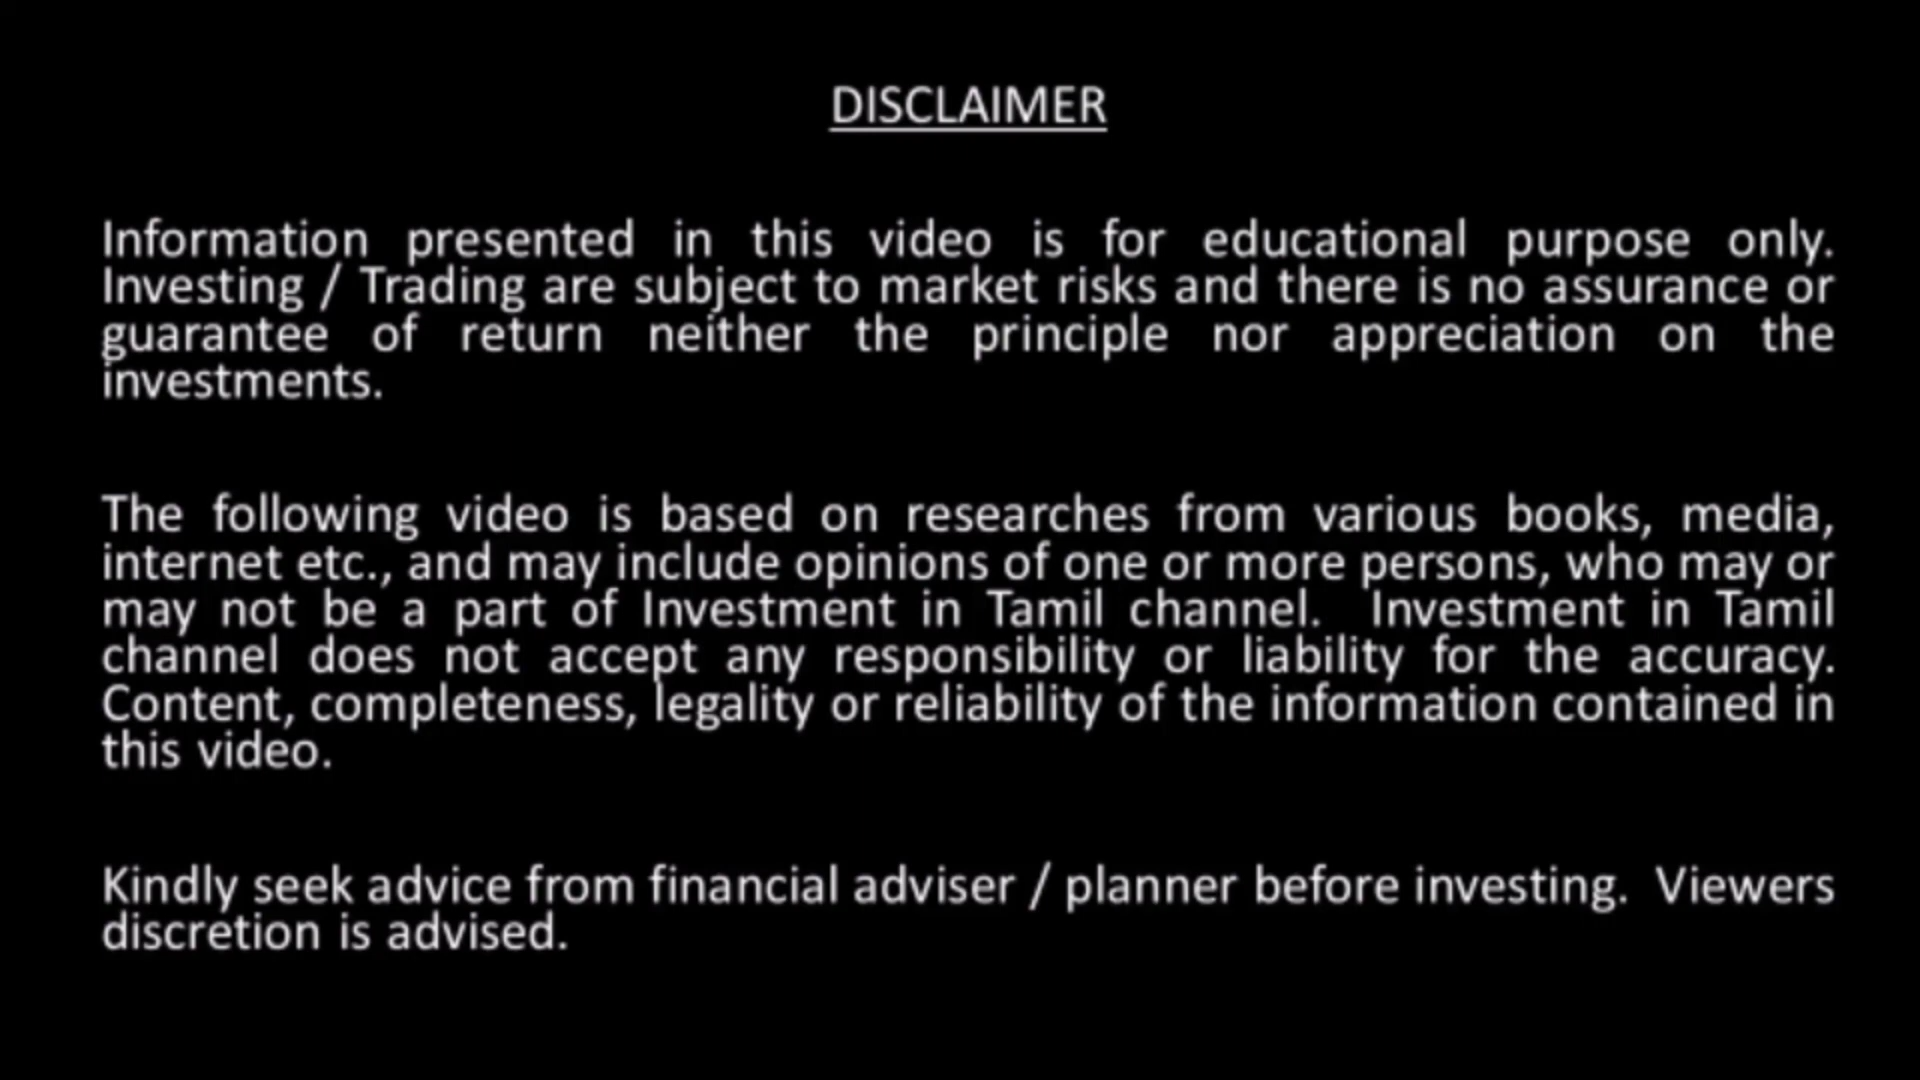 DISCLAIMER
Information presented in this video is for educational purpose only.
Investing / Trading are subject to market risks and there is no assurance or
guarantee of return neither the principle nor appreciation on the
investments.
The following video is based on researches from various books, media,
internet etc., and may include opinions of one or more persons, who may or
may not be a part of Investment in Tamil channel.  Investment in Tamil
channel does not accept any responsibility or liability for the accuracy.
Content, completeness, legality or reliability of the information contained in
this video.
Kindly seek advice from financial adviser / planner before investing.  Viewers
discretion is advised.